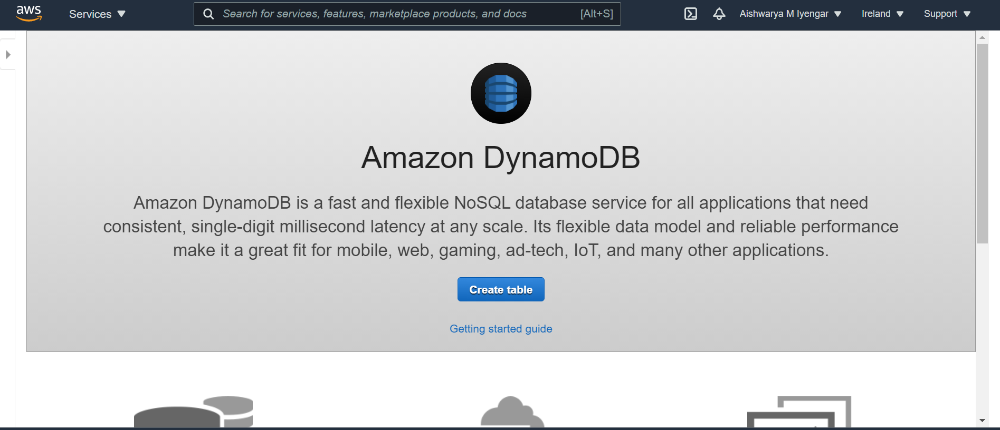 aws
Services
Search for services, features, marketplace products, and docs
[Alt+S]
Aishwarya M Iyengar
Ireland
Support
Amazon DynamoDB
Amazon DynamoDB is a fast and flexible NoSQL database service for all applications that need
consistent, single-digit millisecond latency at any scale. Its flexible data model and reliable performance
make it a great fit for mobile, web, gaming, ad-tech, IoT, and many other applications.
Create table
Getting started guide